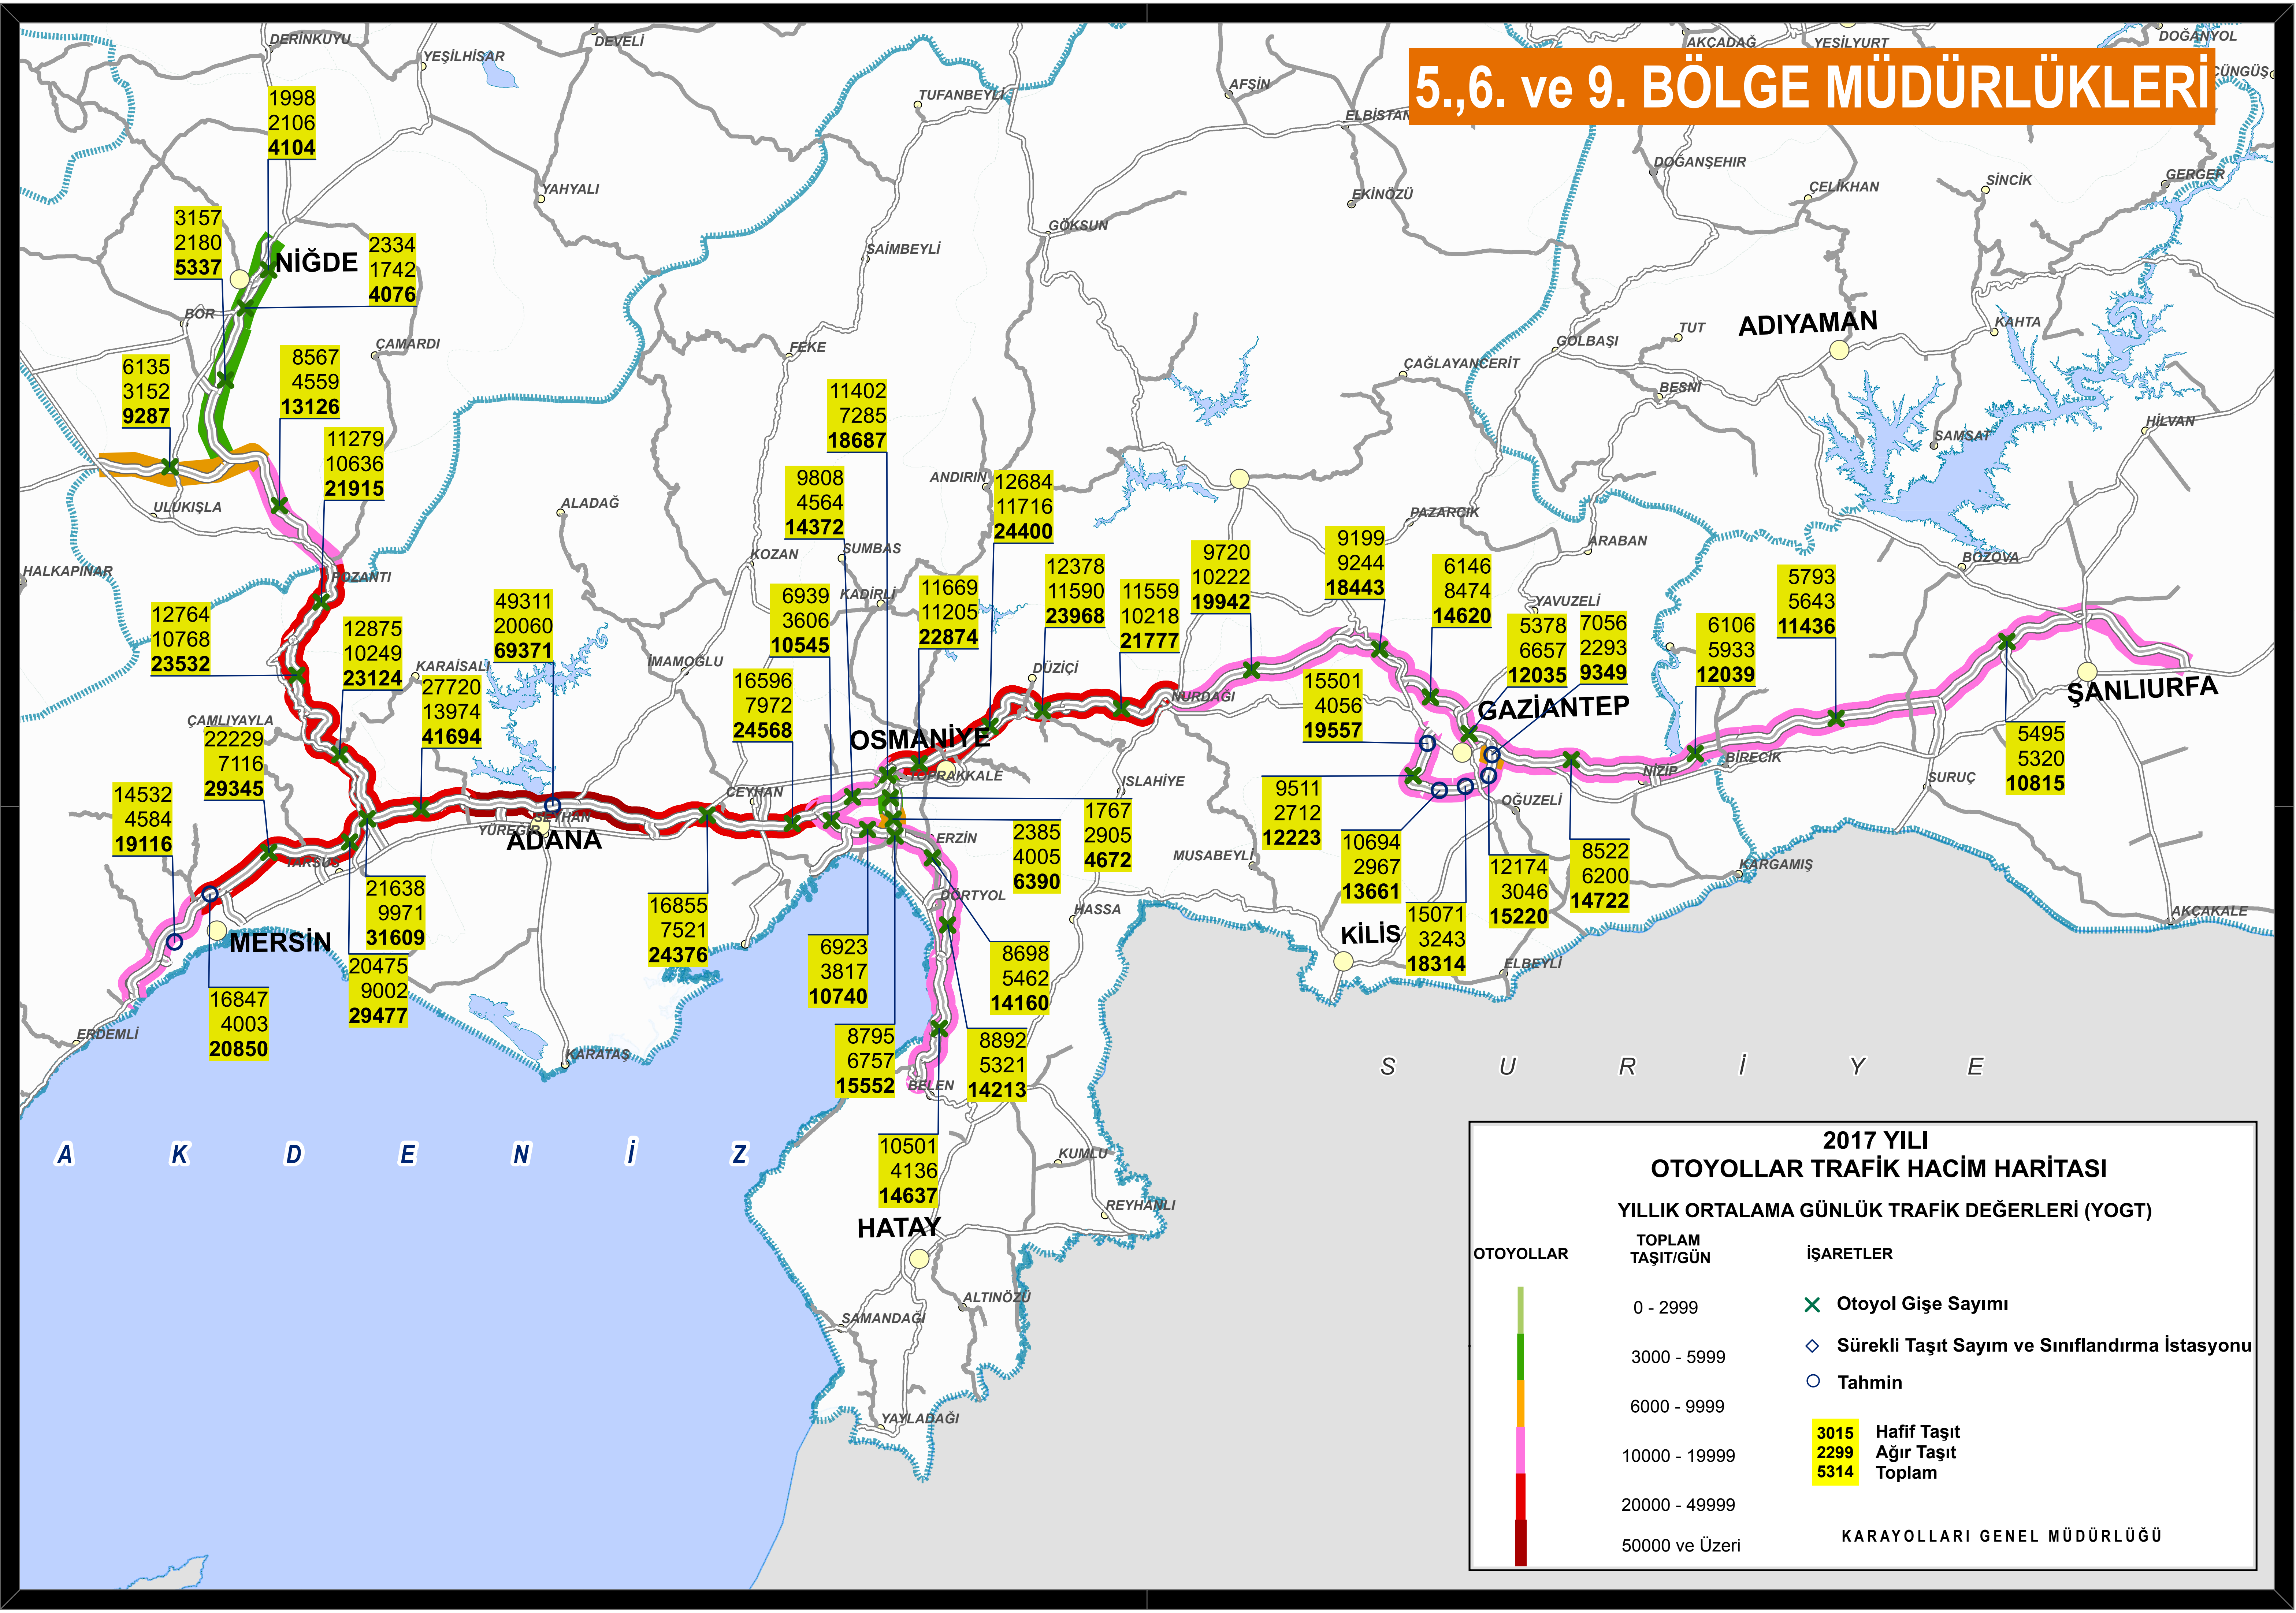 5.,6. ve 9. BÖLGE MÜDÜRLÜKLERİ
DERİNKUYU
YEŞİLHİSAR
DEVELİ
TUFANBEYLİ
AFŞİN
ELBİSTAN
AKÇADAĞ
YEŞİLYURT
DOĞANYOL
ÇÜNGÜŞ
DOĞANŞEHİR
ÇELİKHAN
SİNCİK
GERGER
YAHYALI
EKİNÖZÜ
GÖKSUN
SAİMBEYLİ
1998
2106
4104
3157
2180
5337
NİĞDE
2334
1742
4076
BOR
ÇAMARDI
FEKE
ÇAĞLAYANCERİT
GÖLBAŞI
TUT
ADIYAMAN
KAHTA
BESNİ
SAMSAT
HİLVAN
6135
3152
9287
8567
4559
13126
11402
7285
18687
11279
10636
21915
9808
4564
14372
ANDIRIN
12684
11716
24400
ULUKIŞLA
ALADAĞ
PAZARCIK
ARABAN
BOZOVA
KOZAN
SUMBAS
HALKAPINAR
POZANTI
KADİRLİ
12378
11590
23968
9720
10222
19942
9199
9244
18443
6146
8474
14620
5793
5643
11436
12764
10768
23532
12875
10249
23124
49311
20060
69371
6939
3606
10545
11669
11205
22874
11559
10218
21777
YAVUZELİ
5378
6657
12035
7056
2293
9349
6106
5933
12039
KARAİSALI
İMAMOĞLU
DÜZİÇİ
NURDAĞI
27720
13974
41694
16596
7972
24568
15501
4056
19557
GAZİANTEP
ŞANLIURFA
ÇAMLIYAYLA
22229
7116
29345
OSMANİYE
TOPRAKKALE
ISLAHİYE
NİZİP
BİRECİK
SURUÇ
5495
5320
10815
14532
4584
19116
CEYHAN
YÜREĞİR
SEYHAN
ADANA
TARSUS
ERZİN
1767
2905
4672
2385
4005
6390
MUSABEYLİ
9511
2712
12223
OĞUZELİ
10694
2967
13661
12174
3046
15220
8522
6200
14722
KARGAMIŞ
21638
9971
31609
16855
7521
24376
DÖRTYOL
HASSA
KİLİS
15071
3243
18314
ELBEYLİ
AKÇAKALE
MERSİN
20475
9002
29477
6923
3817
10740
8698
5462
14160
16847
4003
20850
ERDEMLİ
KARATAŞ
8795
6757
15552
8892
5321
14213
BELEN
S U R İ Y E
A K D E N İ Z
10501
4136
14637
KUMLU
REYHANLI
HATAY
SAMANDAĞI
ALTINÖZÜ
YAYLADAĞI
2017 YILI
OTOYOLLAR TRAFİK HACİM HARİTASI
YILLIK ORTALAMA GÜNLÜK TRAFİK DEĞERLERİ (YOGT)
OTOYOLLAR
TOPLAM
TAŞIT/GÜN
İŞARETLER
0 - 2999
3000 - 5999
6000 - 9999
10000 - 19999
20000 - 49999
50000 ve Üzeri
Otoyol Gişe Sayımı
Sürekli Taşıt Sayım ve Sınıflandırma İstasyonu
Tahmin
3015 Hafif Taşıt
2299 Ağır Taşıt
5314 Toplam
KARAYOLLARI GENEL MÜDÜRLÜĞÜ